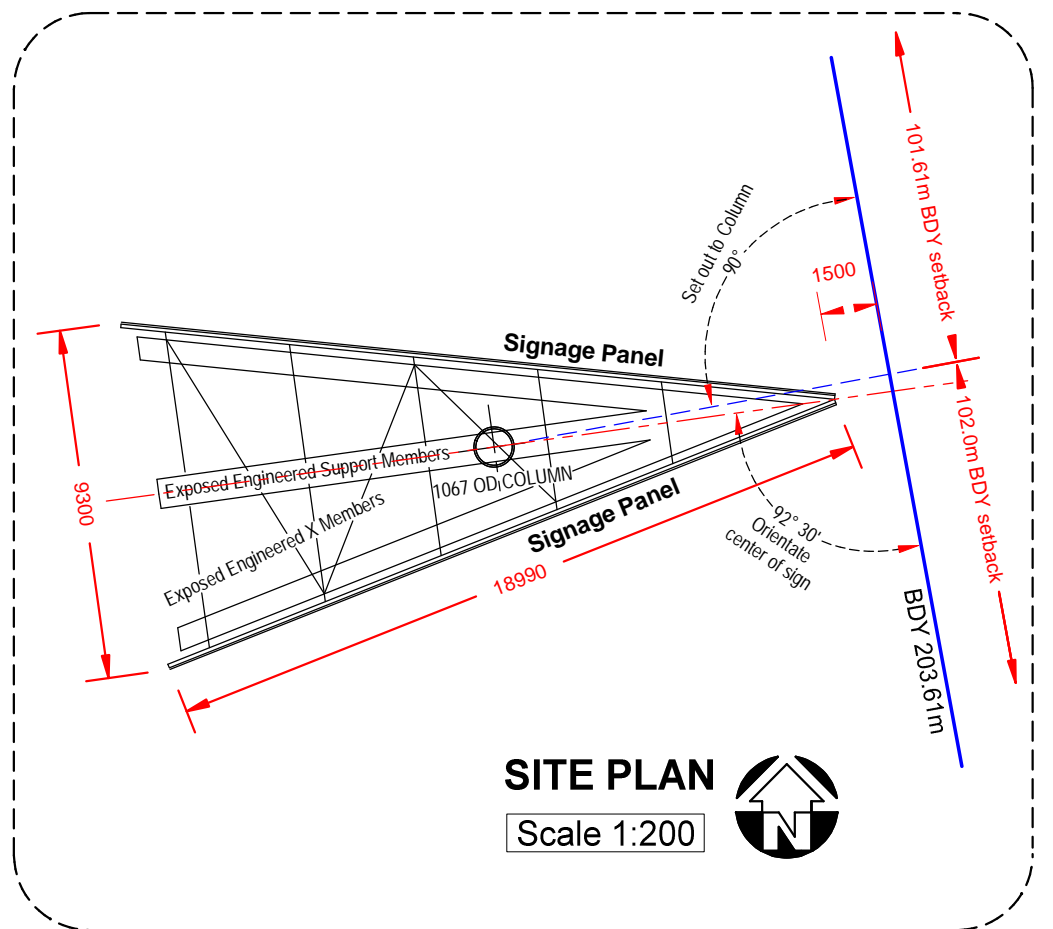 101.61m BDY setback
Set out to Column
90°
1500
Signage Panel
102.0m BDY setback
Exposed Engineered Support Members
1067 OD COLUMN
9300
Exposed Engineered X Members
Signage Panel
92° 30'
Orientate
center of sign
18990
BDY 203.61m
SITE PLAN
Scale 1:200
N